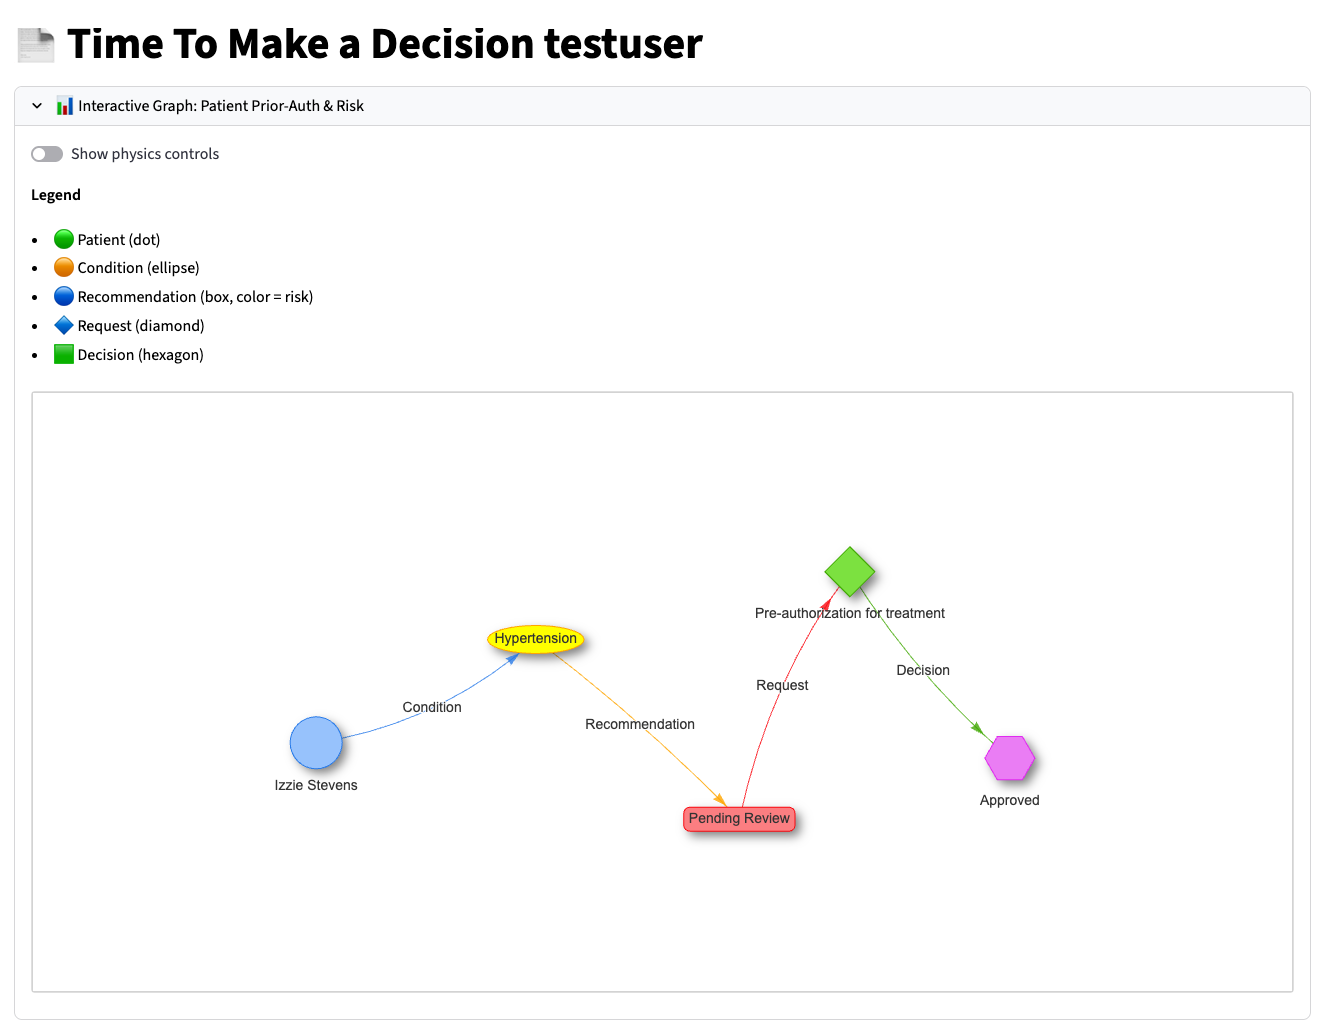 Time To Make a Decision testuser
Interactive Graph: Patient Prior-Auth & Risk
Show physics controls
Legend
Patient (dot)
Condition (ellipse)
Recommendation (box, color = risk)
Request (diamond)
Decision (hexagon)
Pre-authorization for treatment
Hypertension
Decision
Request
Condition
Recommendation
Izzie Stevens
Approved
Pending Review